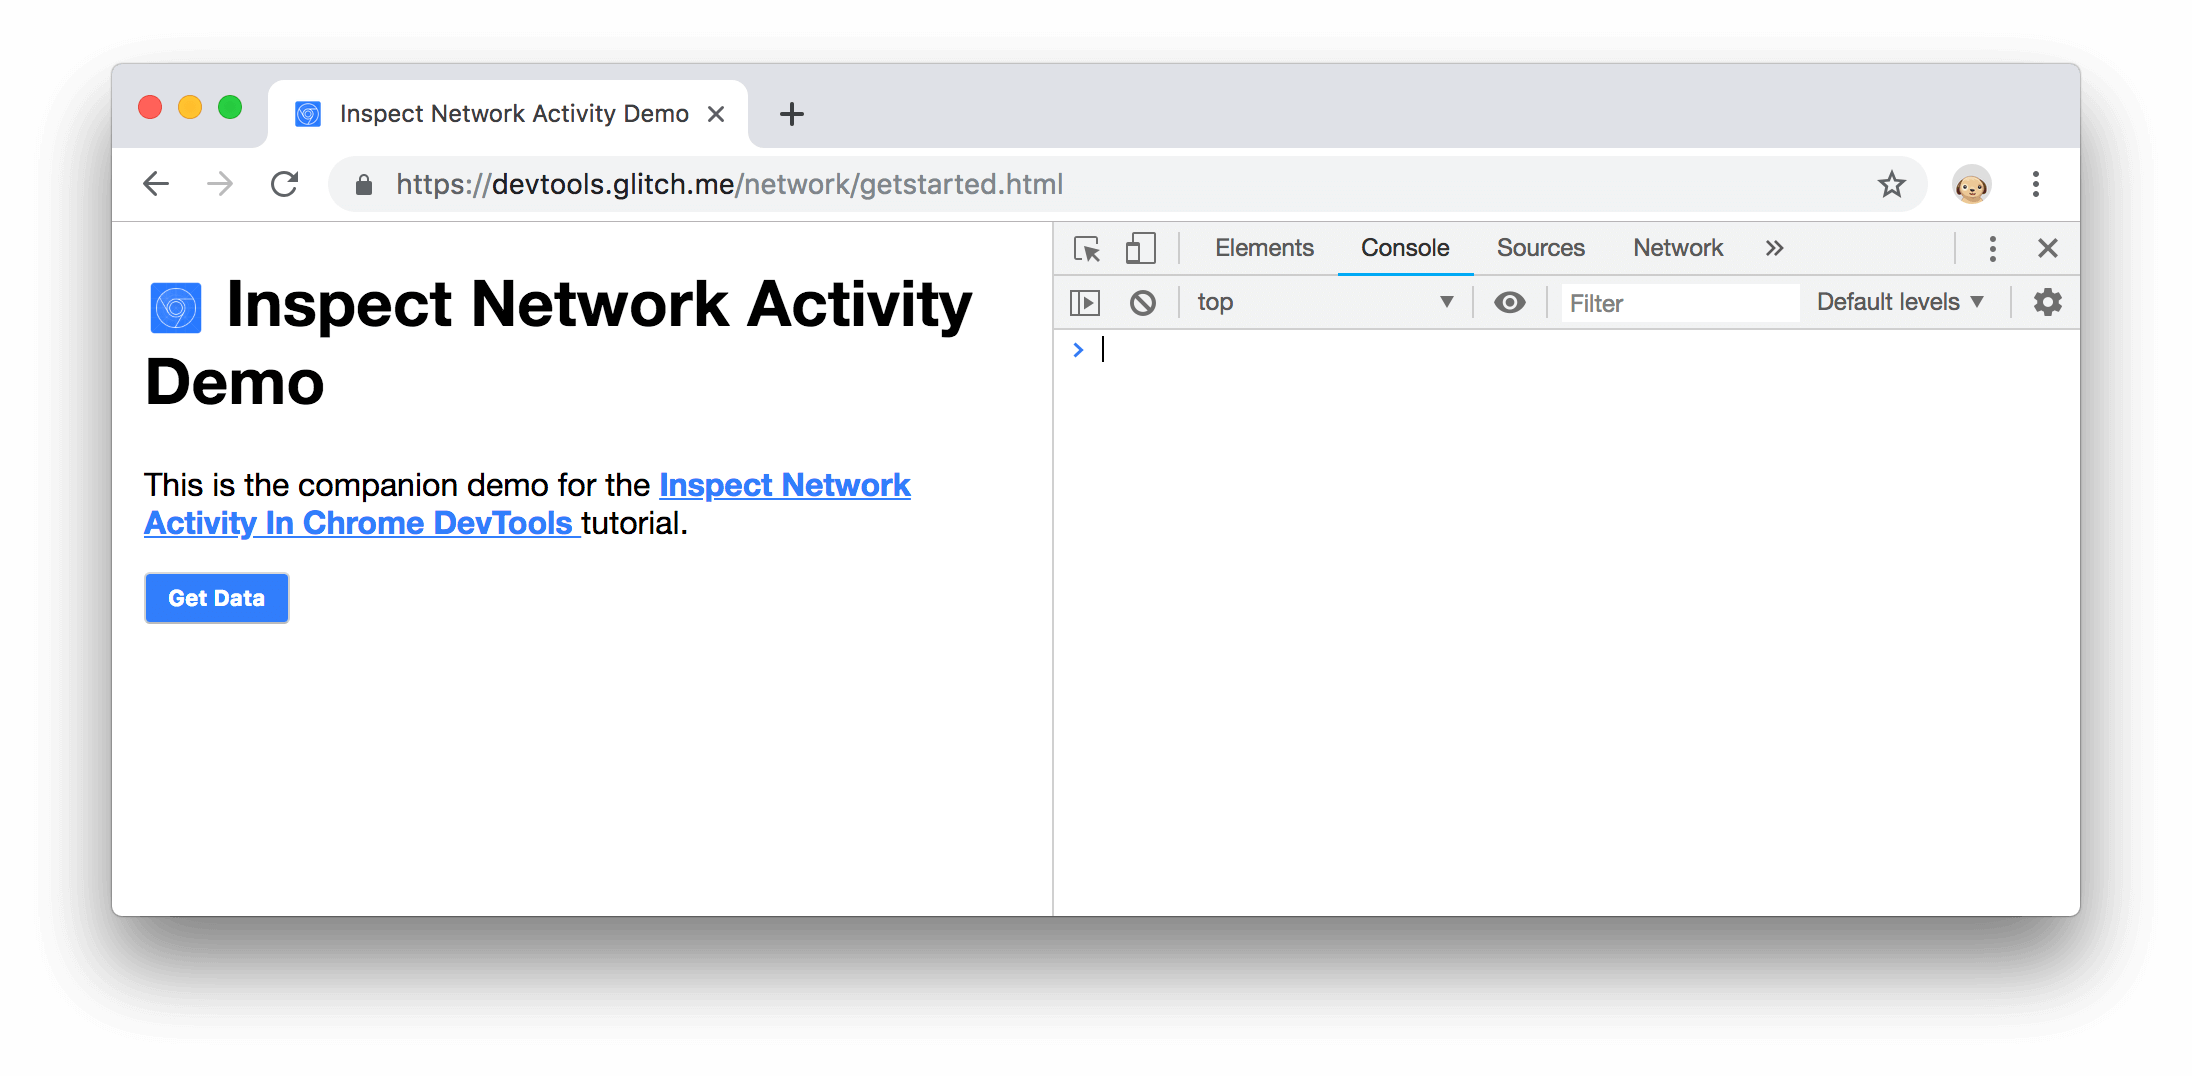 Inspect Network Activity Demo
https://devtools.glitch.me/network/getstarted.html
Inspect Network Activity
Demo
This is the companion demo for the Inspect Network
Activity In Chrome DevTools tutorial.
Get Data
Elements Console Sources Network
top Filter Default levels